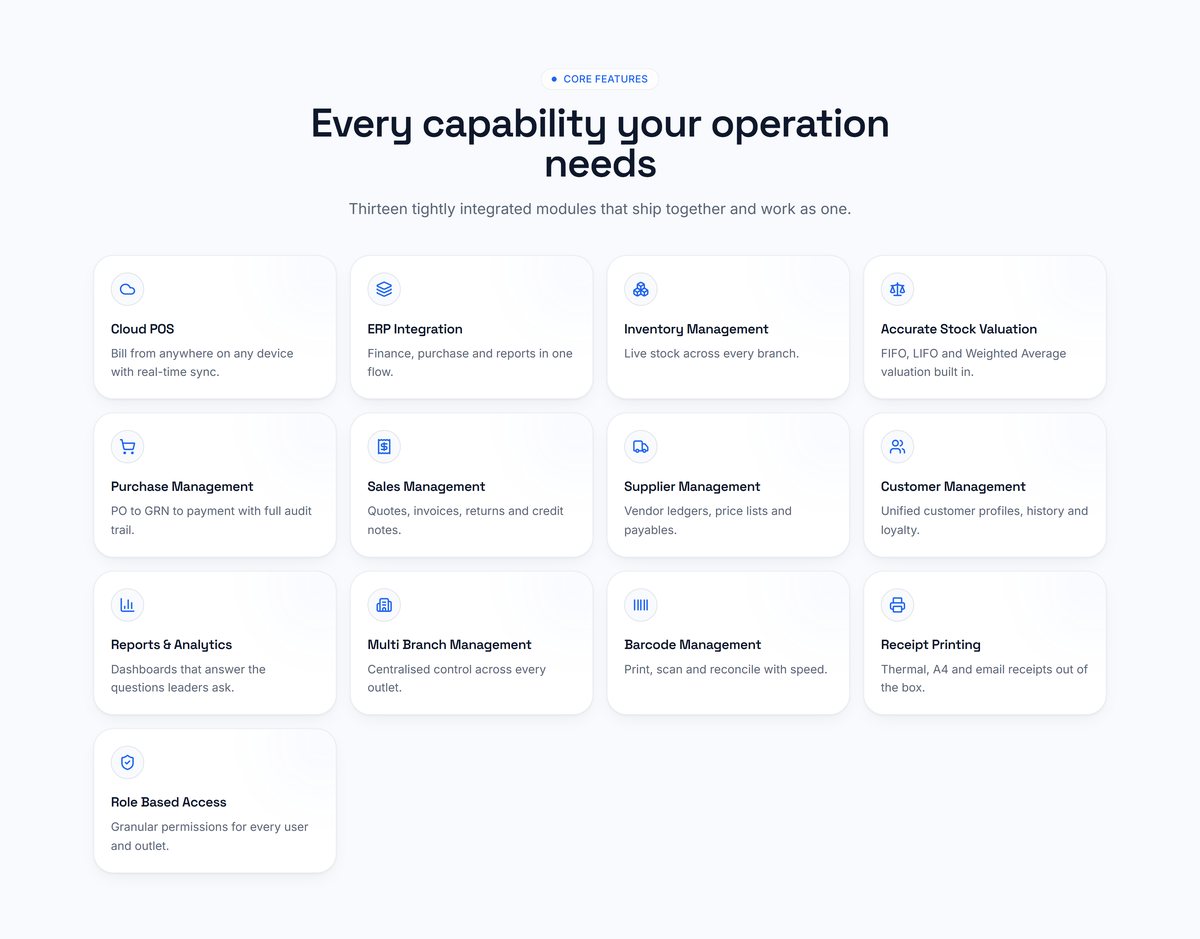 CORE FEATURES
Every capability your operation
needs
Thirteen tightly integrated modules that ship together and work as one.
Cloud POS
Bill from anywhere on any device
with real-time sync.
ERP Integration
Finance, purchase and reports in one
flow.
Inventory Management
Live stock across every branch.
Accurate Stock Valuation
FIFO, LIFO and Weighted Average
valuation built in.
Purchase Management
PO to GRN to payment with full audit
trail.
Sales Management
Quotes, invoices, returns and credit
notes.
Supplier Management
Vendor ledgers, price lists and
payables.
Customer Management
Unified customer profiles, history and
loyalty.
Reports & Analytics
Dashboards that answer the
questions leaders ask.
Multi Branch Management
Centralised control across every
outlet.
Barcode Management
Print, scan and reconcile with speed.
Receipt Printing
Thermal, A4 and email receipts out of
the box.
Role Based Access
Granular permissions for every user
and outlet.